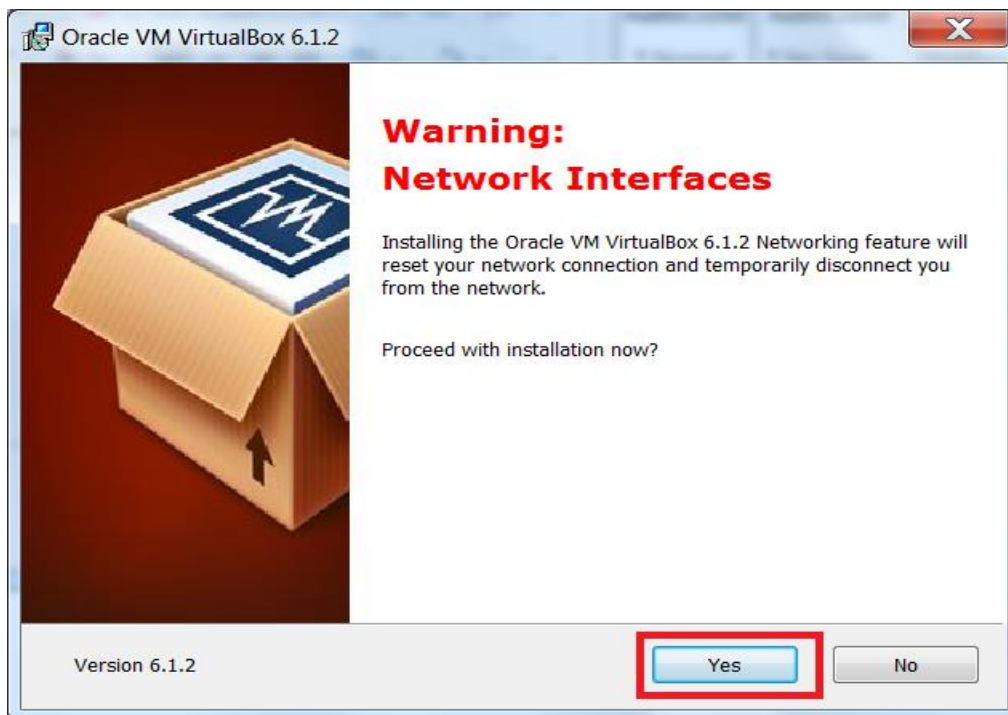 Oracle VM VirtualBox 6.1.2
Warning:
Network Interfaces
Installing the Oracle VM VirtualBox 6.1.2 Networking feature will
reset your network connection and temporarily disconnect you
from the network.
Proceed with installation now?
Version 6.1.2
Yes
No